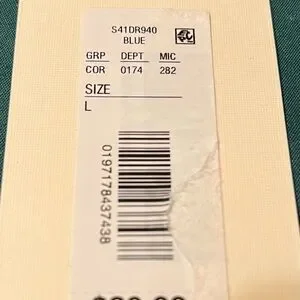 S41DR940
BLUE
GRP DEPT MIC
COR 0174 282
SIZE
L
0197178437438